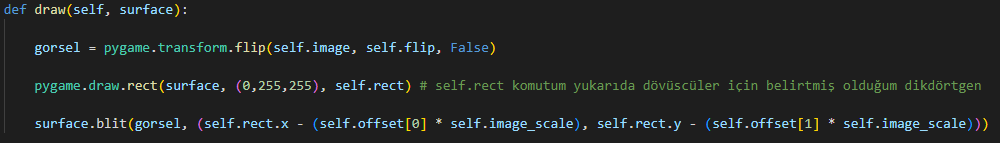 def draw(self, surface):
gorsel = pygame.transform.flip(self.image, self.flip, False)
pygame.draw.rect(surface, (0,255,255), self.rect) # self.rect komutum yukarıda dövüscüler için belirtmiş olduğum dikdörtgen
surface.blit(gorsel, (self.rect.x - (self.offset[0] * self.image_scale), self.rect.y - (self.offset[1] * self.image_scale)))